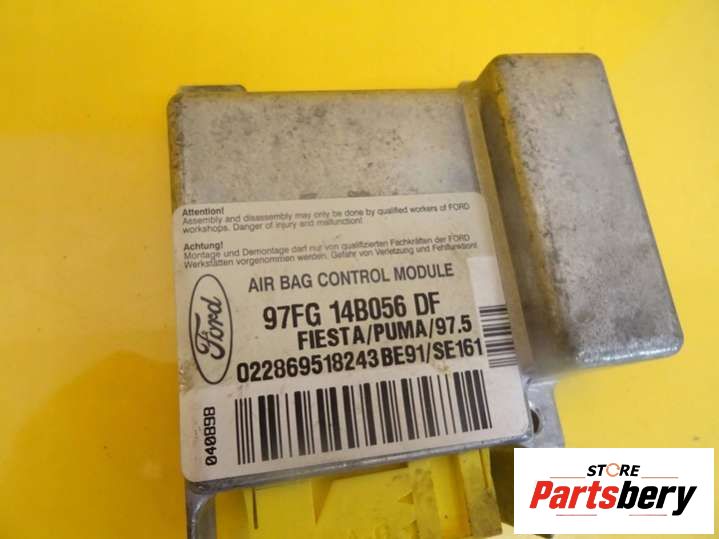 Attention!
Assembly and disassembly may only be done by qualified workers of FORD
workshops. Danger of injury and malfunction!
Achtung!
Montage und Demontage darf nur von qualifizierten Fachkräften der FORD
Werkstätten vorgenommen werden. Gefahr von Verletzung und Fehlfunktion!
AIR BAG CONTROL MODULE
Ford
97FG 14B056 DF
FIESTA/PUMA/97.5
022869518243BE91/SE161
040898
STORE
Partsbery